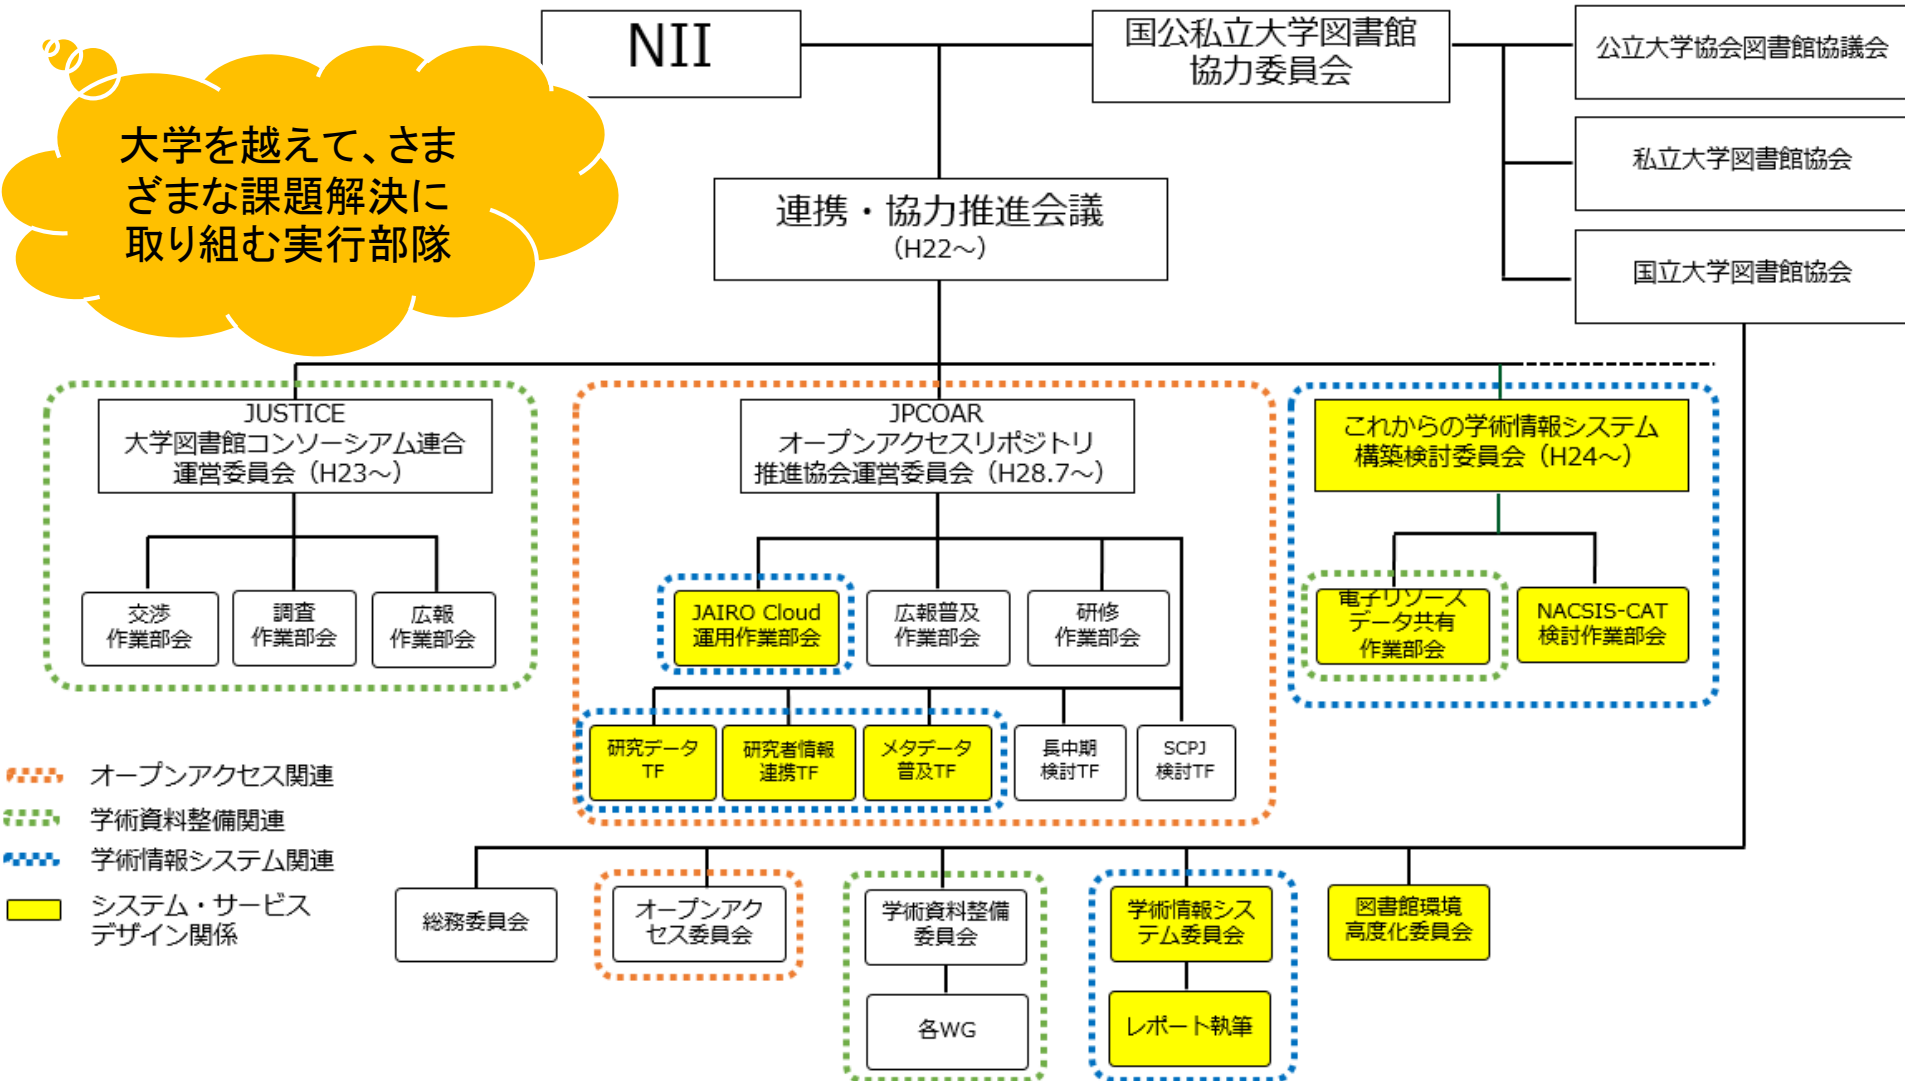 NII
国公私立大学図書館
協力委員会
公立大学協会図書館協議会
私立大学図書館協会
国立大学図書館協会
大学を越えて、さま
ざまな課題解決に
取り組む実行部隊
連携・協力推進会議
（H22～）
JUSTICE
大学図書館コンソーシアム連合
運営委員会（H23～）
JPCOAR
オープンアクセスリポジトリ
推進協会運営委員会（H28.7～）
これからの学術情報システム
構築検討委員会（H24～）
交渉
作業部会
調査
作業部会
広報
作業部会
JAIRO Cloud
運用作業部会
広報普及
作業部会
研修
作業部会
電子リソース
データ共有
作業部会
NACSIS-CAT
検討作業部会
研究データ
TF
研究者情報
連携TF
メタデータ
普及TF
長中期
検討TF
SCPJ
検討TF
オープンアクセス関連
学術資料整備関連
学術情報システム関連
システム・サービス
デザイン関係
総務委員会
オープンアク
セス委員会
学術資料整備
委員会
学術情報シス
テム委員会
図書館環境
高度化委員会
各WG
レポート執筆